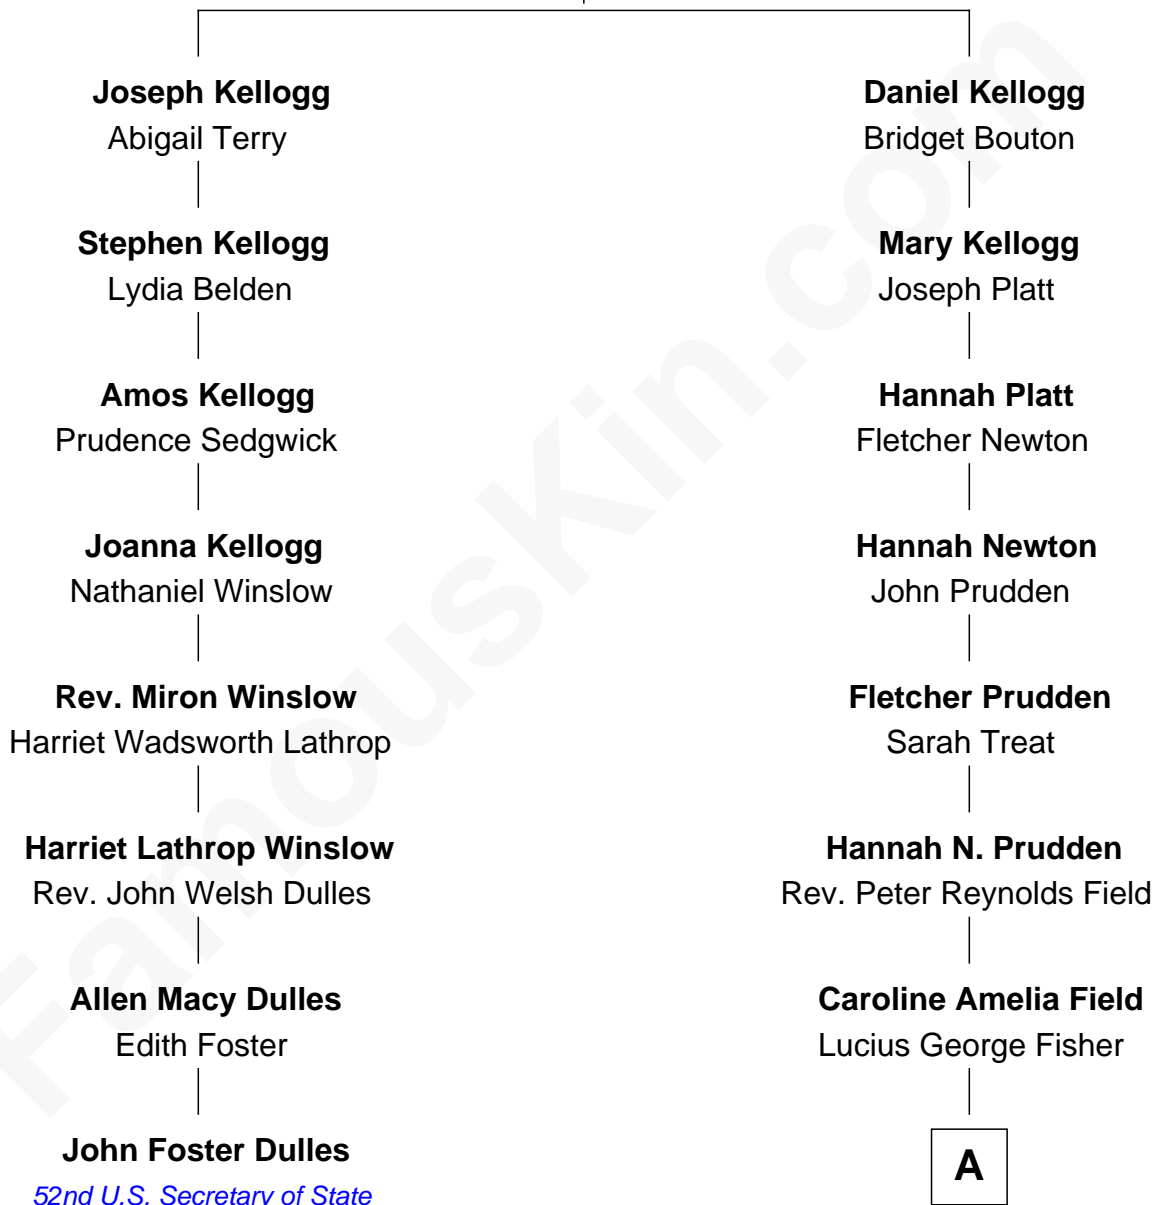 Joseph Kellogg
Abigail Terry
Daniel Kellogg
Bridget Bouton
Stephen Kellogg
Lydia Belden
Mary Kellogg
Joseph Platt
Amos Kellogg
Prudence Sedgwick
Hannah Platt
Fletcher Newton
Joanna Kellogg
Nathaniel Winslow
Hannah Newton
John Prudden
Rev. Miron Winslow
Harriet Wadsworth Lathrop
Fletcher Prudden
Sarah Treat
Harriet Lathrop Winslow
Rev. John Welsh Dulles
Hannah N. Prudden
Rev. Peter Reynolds Field
Allen Macy Dulles
Edith Foster
Caroline Amelia Field
Lucius George Fisher
John Foster Dulles
52nd U.S. Secretary of State
A
FamousKin.com